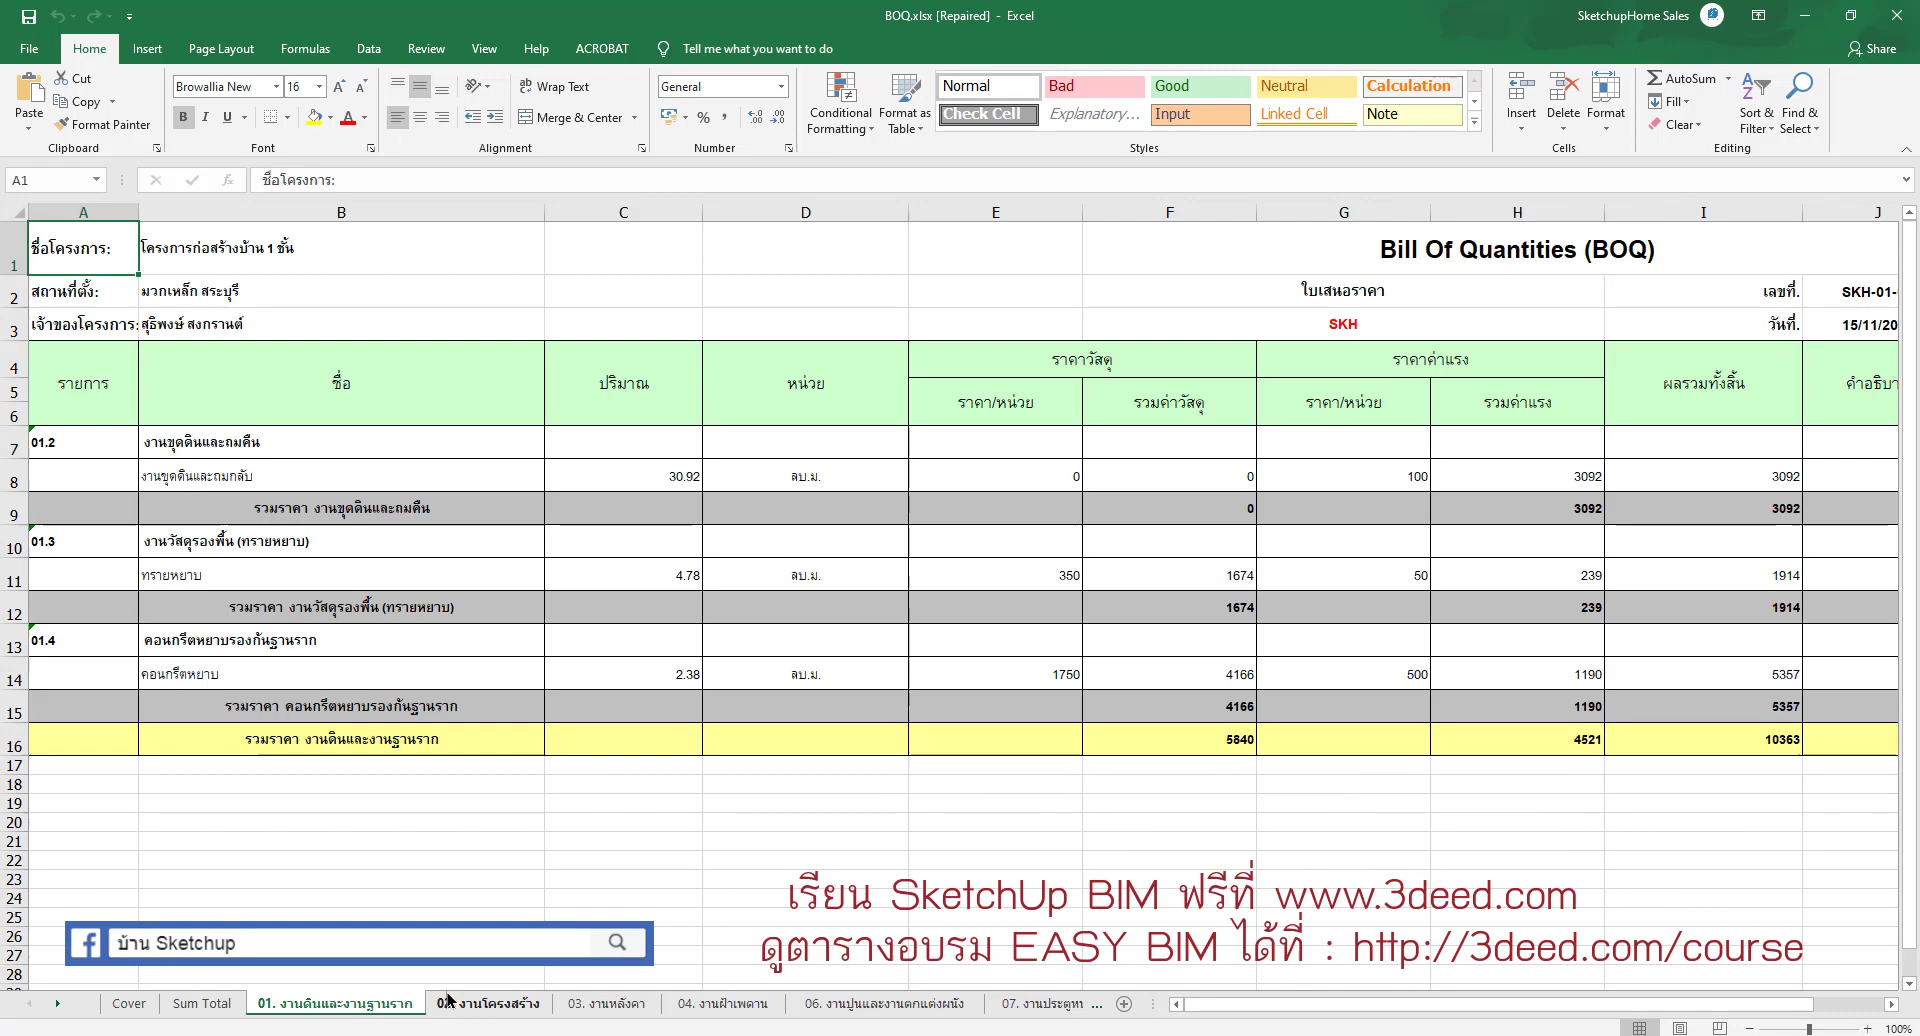 BOQ.xlsx [Repaired] - Excel
SketchupHome Sales
File Home Insert Page Layout Formulas Data Review View Help ACROBAT Tell me what you want to do Share
Paste
Cut
Copy
Format Painter
Clipboard
Browallia New 16
B I U
Font
Wrap Text
Merge & Center
Alignment
General
Number
Conditional Formatting
Format as Table
Normal Bad Good Neutral Calculation
Check Cell Explanatory... Input Linked Cell Note
Styles
Insert Delete Format
Cells
AutoSum
Fill
Clear
Sort & Filter
Find & Select
Editing
A1 fx ชื่อโครงการ:
A B C D E F G H I J
1 ชื่อโครงการ: โครงการก่อสร้างบ้าน 1 ชั้น Bill Of Quantities (BOQ)
2 สถานที่ตั้ง: มวกเหล็ก สระบุรี ใบเสนอราคา เลขที่. SKH-01-
3 เจ้าของโครงการ: สุธิพงษ์ สงกรานต์ SKH วันที่. 15/11/20
4 ราคาวัสดุ ราคาค่าแรง
5 รายการ ชื่อ ปริมาณ หน่วย ผลรวมทั้งสิ้น คำอธิบา
6 ราคา/หน่วย รวมค่าวัสดุ ราคา/หน่วย รวมค่าแรง
7 01.2 งานขุดดินและถมคืน
8 งานขุดดินและถมกลับ 30.92 ลบ.ม. 0 0 100 3092 3092
9 รวมราคา งานขุดดินและถมคืน 0 3092 3092
10 01.3 งานวัสดุรองพื้น (ทรายหยาบ)
11 ทรายหยาบ 4.78 ลบ.ม. 350 1674 50 239 1914
12 รวมราคา งานวัสดุรองพื้น (ทรายหยาบ) 1674 239 1914
13 01.4 คอนกรีตหยาบรองก้นฐานราก
14 คอนกรีตหยาบ 2.38 ลบ.ม. 1750 4166 500 1190 5357
15 รวมราคา คอนกรีตหยาบรองก้นฐานราก 4166 1190 5357
16 รวมราคา งานดินและงานฐานราก 5840 4521 10363
17
18
19
20
21
22
23
24
25
26
27
28
เรียน SketchUp BIM ฟรีที่ www.3deed.com
บ้าน Sketchup
ดูตารางอบรม EASY BIM ได้ที่ : http://3deed.com/course
Cover Sum Total 01. งานดินและงานฐานราก 02. งานโครงสร้าง 03. งานหลังคา 04. งานฝ้าเพดาน 06. งานปูนและงานตกแต่งผนัง 07. งานประตูห ...
100%